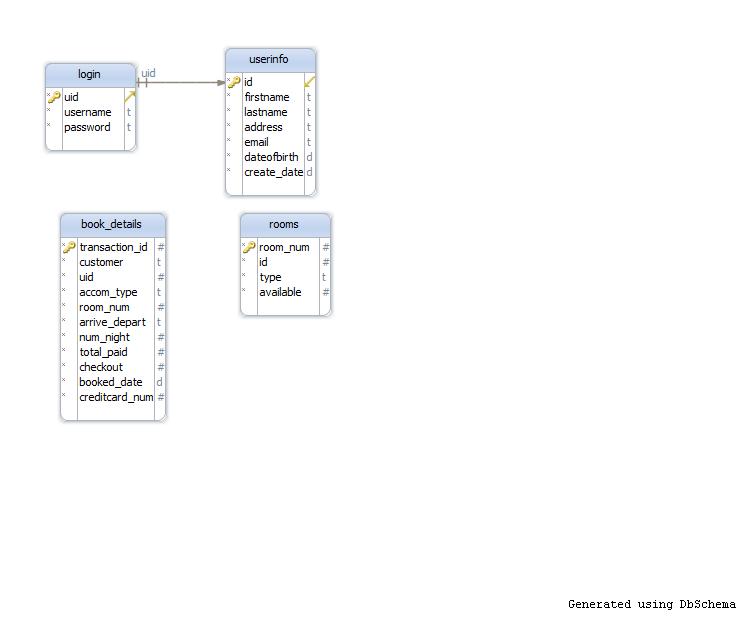 login
uid
username t
password t
uid
userinfo
id
firstname t
lastname t
address t
email t
dateofbirth d
create_date d
book_details
transaction_id #
customer t
uid #
accom_type t
room_num #
arrive_depart t
num_night #
total_paid #
checkout #
booked_date d
creditcard_num #
rooms
room_num #
id #
type t
available #
Generated using DbSchema